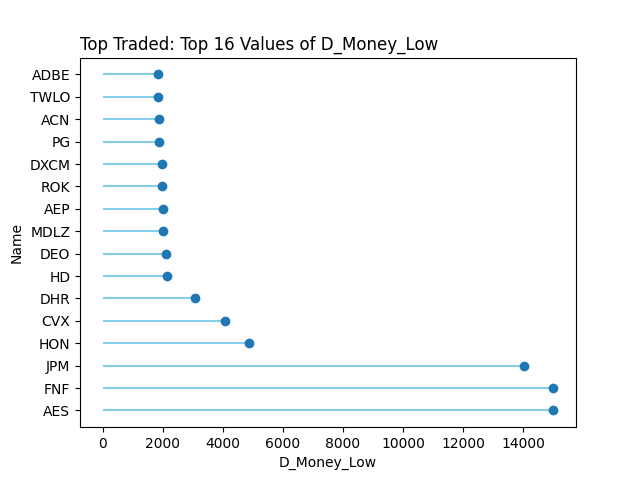 Top Traded: Top 16 Values of D_Money_Low
ADBE
TWLO
ACN
PG
DXCM
ROK
AEP
MDLZ
DEO
HD
DHR
CVX
HON
JPM
FNF
AES
Name
0 2000 4000 6000 8000 10000 12000 14000
D_Money_Low